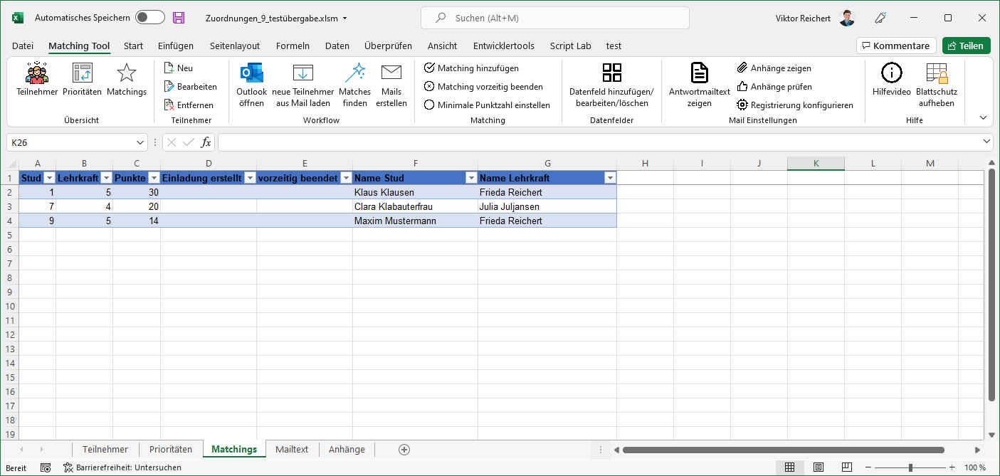 Automatisches Speichern Zuordnungen_9_testübergabe.xlsm Suchen (Alt+M) Viktor Reichert
Datei Matching Tool Start Einfügen Seitenlayout Formeln Daten Überprüfen Ansicht Entwicklertools Script Lab test Kommentare Teilen
Teilnehmer Prioritäten Matchings
Übersicht
Neu
Bearbeiten
Entfernen
Teilnehmer
Outlook öffnen
neue Teilnehmer aus Mail laden
Matches finden
Mails erstellen
Workflow
Matching hinzufügen
Matching vorzeitig beenden
Minimale Punktzahl einstellen
Matching
Datenfeld hinzufügen/
bearbeiten/löschen
Datenfelder
Antwortmailtext
zeigen
Anhänge zeigen
Anhänge prüfen
Registrierung konfigurieren
Mail Einstellungen
Hilfevideo
Blattschutz
aufheben
Hilfe
K26 fx
A B C D E F G H I J K L M
1 Stud Lehrkraft Punkte Einladung erstellt vorzeitig beendet Name Stud Name Lehrkraft
2 1 5 30 Klaus Klausen Frieda Reichert
3 7 4 20 Clara Klabauterfrau Julia Juljansen
4 9 5 14 Maxim Mustermann Frieda Reichert
5
6
7
8
9
10
11
12
13
14
15
16
17
18
19
Teilnehmer Prioritäten Matchings Mailtext Anhänge
Bereit Barrierefreiheit: Untersuchen 100 %